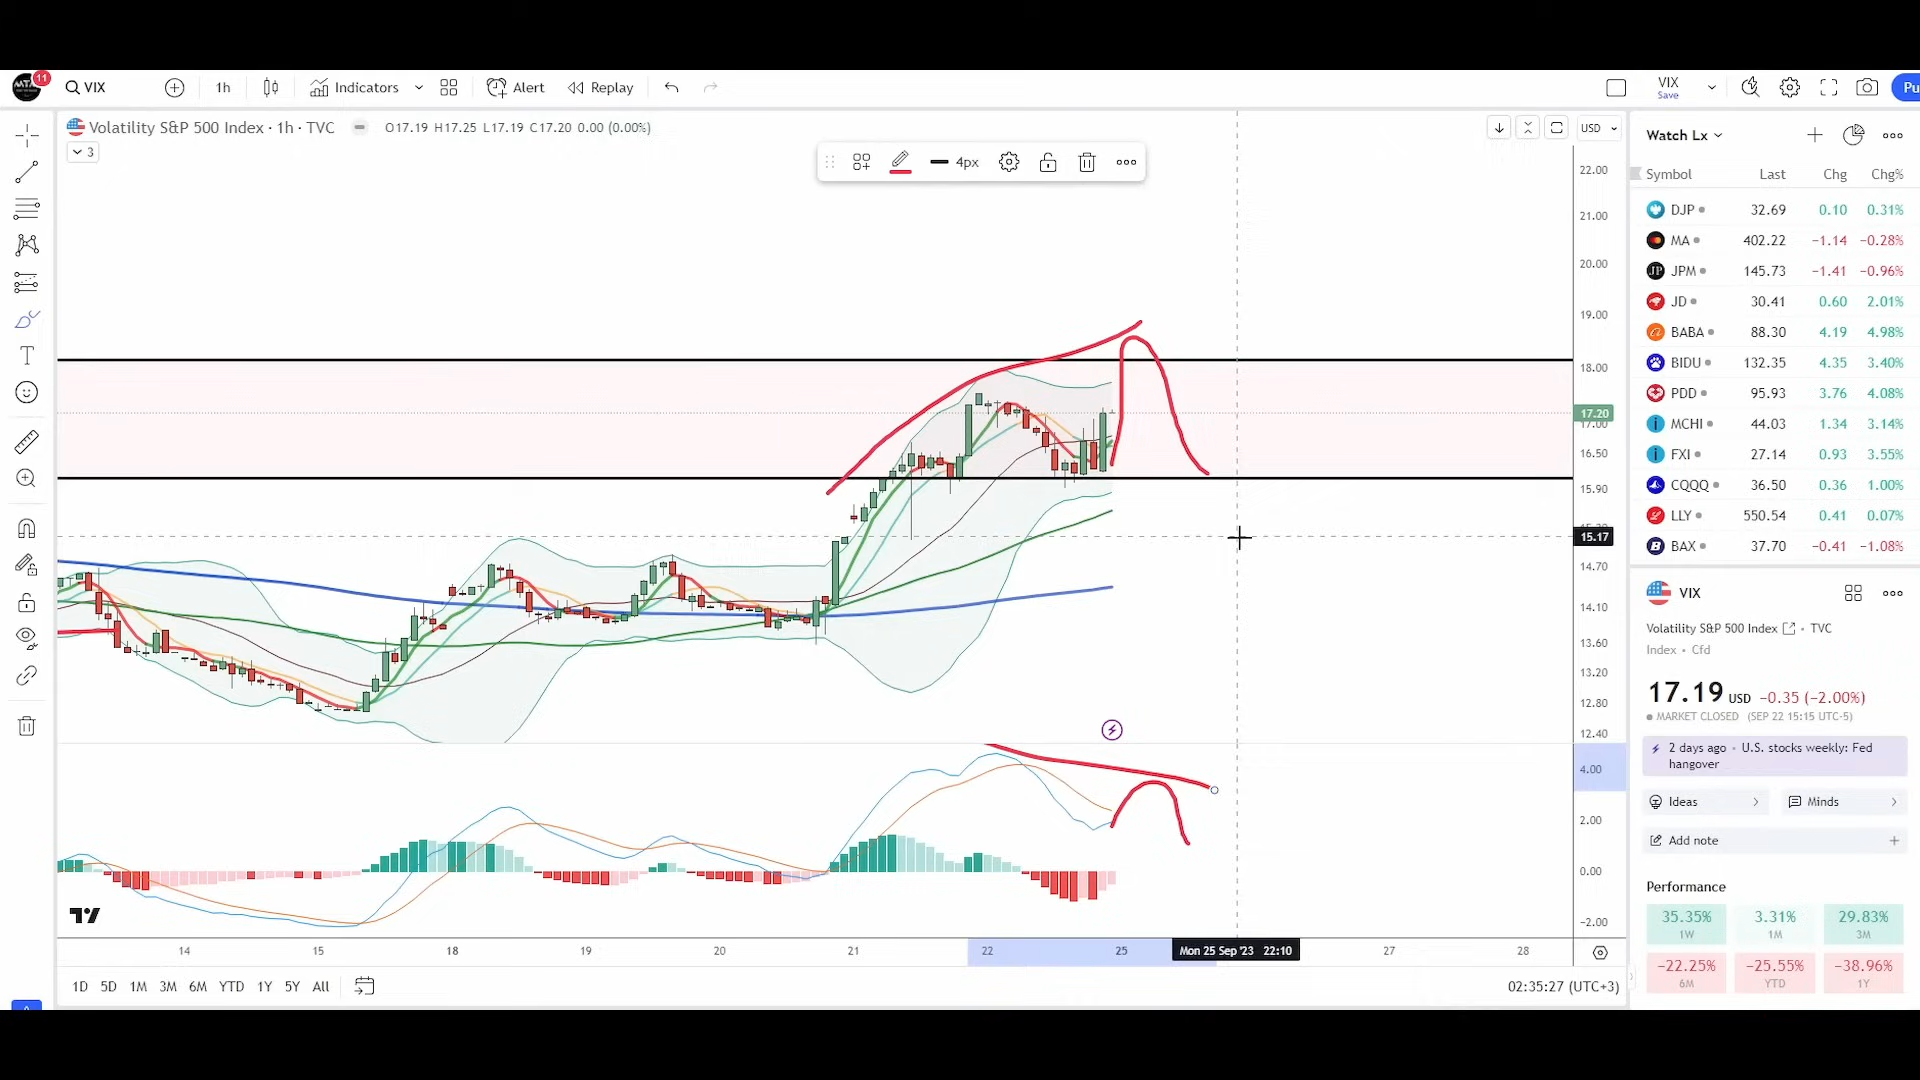 11
VIX
1h
Indicators
Alert
Replay
VIX
Save
Pu
Volatility S&P 500 Index · 1h · TVC
O17.19 H17.25 L17.19 C17.20 0.00 (0.00%)
3
4px
USD
22.00
21.00
20.00
19.00
18.00
17.20
17.00
16.50
15.90
15.17
14.70
14.10
13.60
13.20
12.80
12.40
4.00
2.00
0.00
-2.00
14 15 18 19 20 21 22 25 Mon 25 Sep '23 22:10 27 28
1D 5D 1M 3M 6M YTD 1Y 5Y All
02:35:27 (UTC+3)
Watch Lx
Symbol Last Chg Chg%
DJP 32.69 0.10 0.31%
MA 402.22 −1.14 −0.28%
JPM 145.73 −1.41 −0.96%
JD 30.41 0.60 2.01%
BABA 88.30 4.19 4.98%
BIDU 132.35 4.35 3.40%
PDD 95.93 3.76 4.08%
MCHI 44.03 1.34 3.14%
FXI 27.14 0.93 3.55%
CQQQ 36.50 0.36 1.00%
LLY 550.54 0.41 0.07%
BAX 37.70 −0.41 −1.08%
VIX
Volatility S&P 500 Index • TVC
Index • Cfd
17.19 USD −0.35 (−2.00%)
MARKET CLOSED (SEP 22 15:15 UTC-5)
2 days ago • U.S. stocks weekly: Fed
hangover
Ideas
Minds
Add note
Performance
35.35% 3.31% 29.83%
1W 1M 3M
−22.25% −25.55% −38.96%
6M YTD 1Y